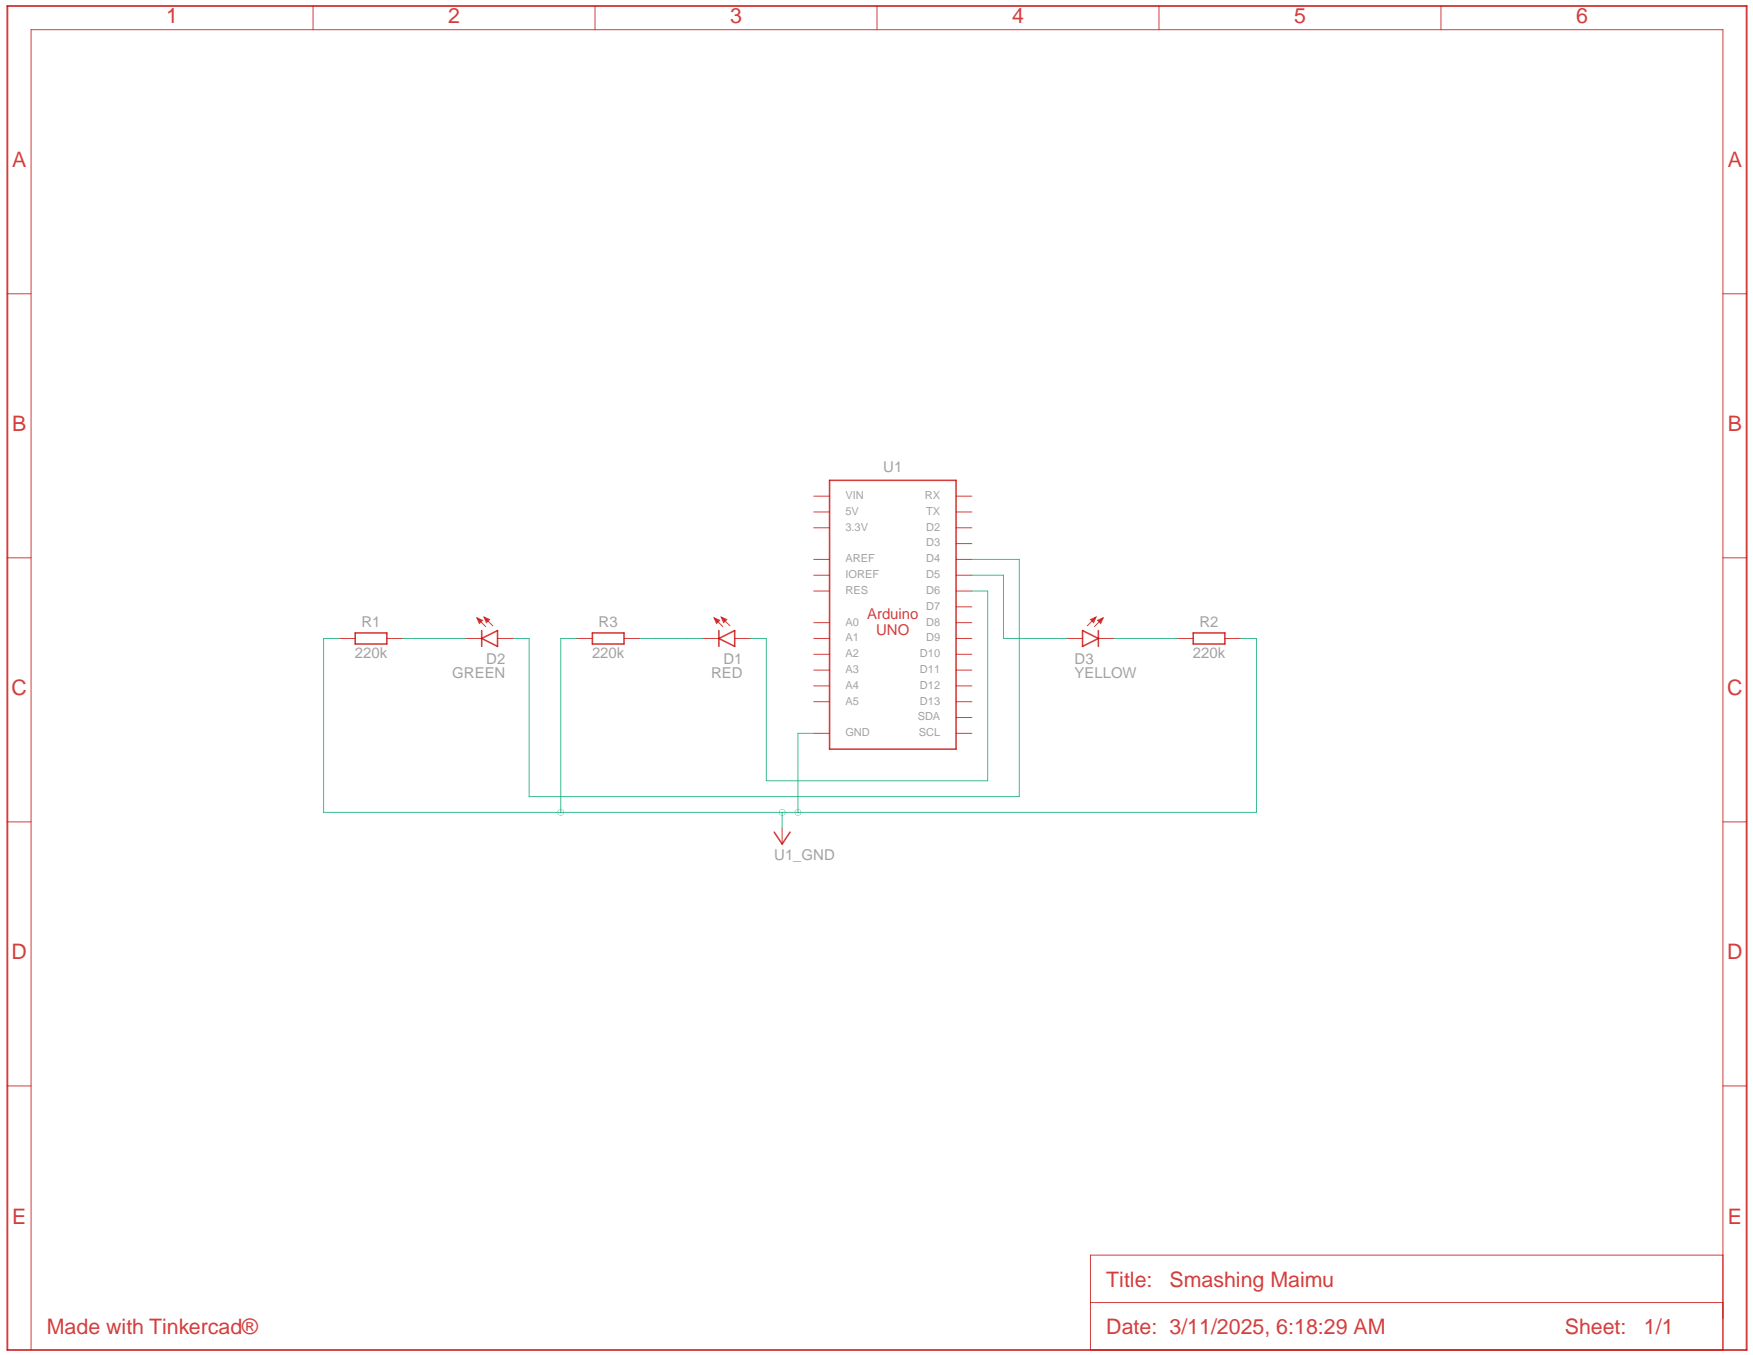 1 2 3 4 5 6
A A
B B
U1
VIN RX
5V TX
3.3V D2
D3
AREF D4
IOREF D5
RES D6
D7
Arduino
UNO
A0 D8
A1 D9
A2 D10
A3 D11
A4 D12
A5 D13
SDA
GND SCL
R1
220k
D2
GREEN
R3
220k
D1
RED
D3
YELLOW
R2
220k
C C
U1_GND
D D
E E
Title: Smashing Maimu
Made with Tinkercad®
Date: 3/11/2025, 6:18:29 AM Sheet: 1/1